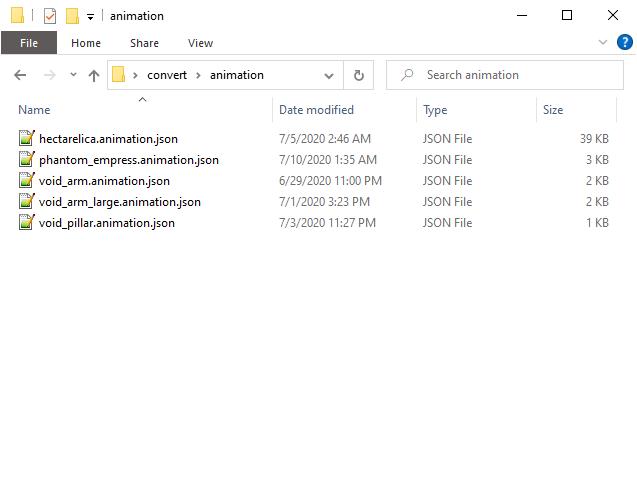 animation
File Home Share View
convert animation Search animation
Name Date modified Type Size
hectarelica.animation.json 7/5/2020 2:46 AM JSON File 39 KB
phantom_empress.animation.json 7/10/2020 1:35 AM JSON File 3 KB
void_arm.animation.json 6/29/2020 11:00 PM JSON File 2 KB
void_arm_large.animation.json 7/1/2020 3:23 PM JSON File 2 KB
void_pillar.animation.json 7/3/2020 11:27 PM JSON File 1 KB